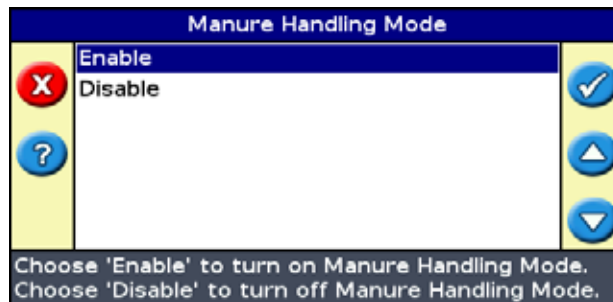 Manure Handling Mode
Enable
Disable
X
?
Choose 'Enable' to turn on Manure Handling Mode.
Choose 'Disable' to turn off Manure Handling Mode.